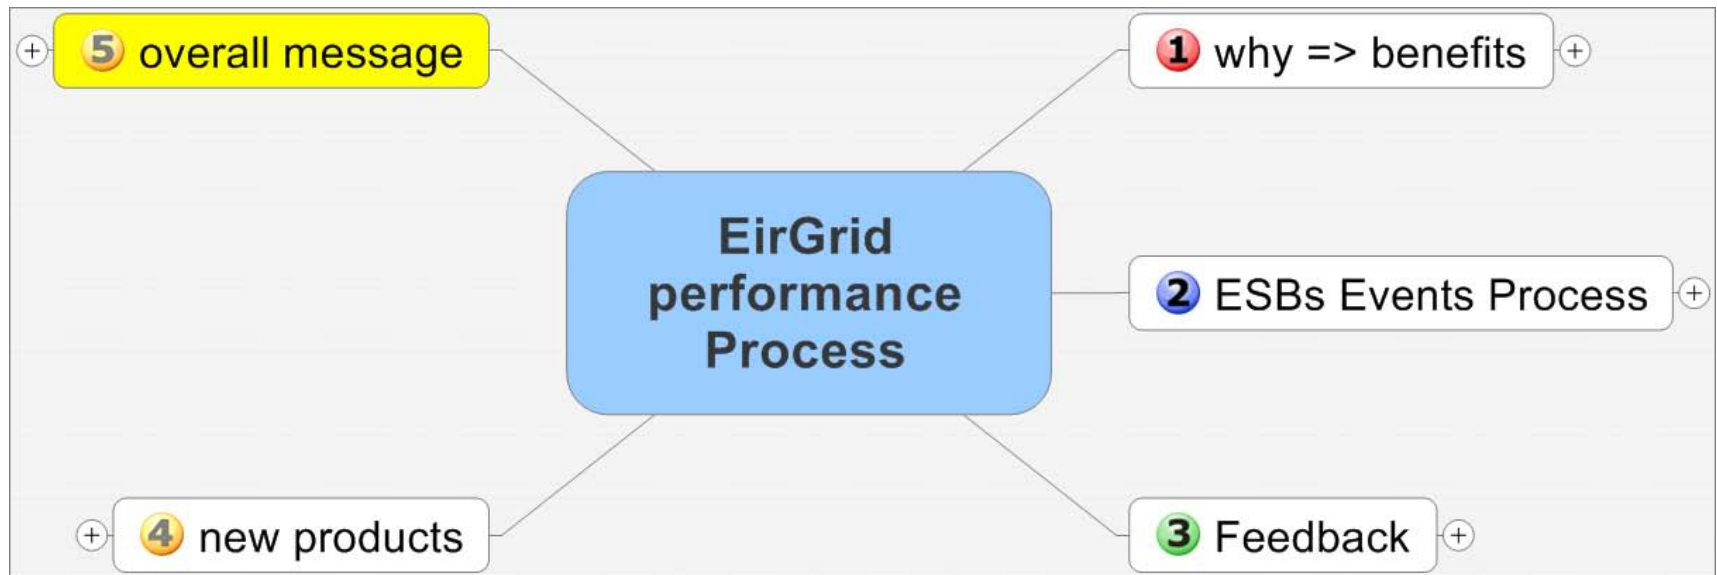 5 overall message
1 why => benefits
EirGrid
performance
Process
2 ESBs Events Process
4 new products
3 Feedback